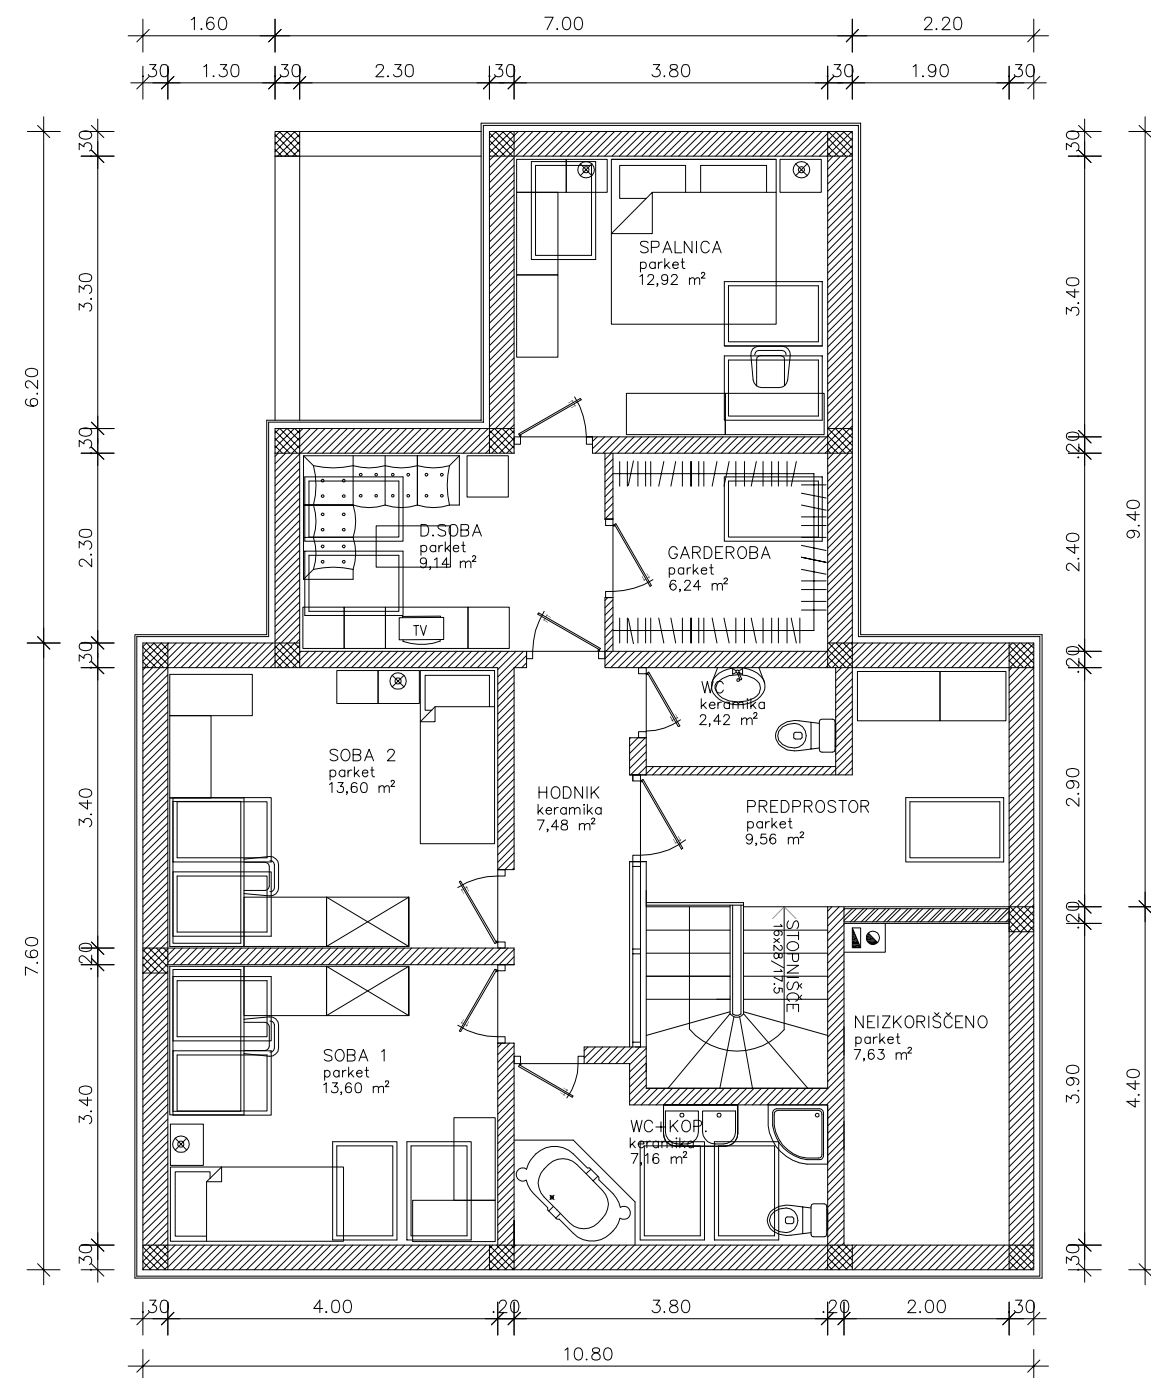 1.60 7.00 2.20
.30 1.30 .30 2.30 .30 3.80 .30 1.90 .30
.30
3.30
6.20
.30
2.30
.30
3.40
7.60
.20
3.40
.30
SPALNICA
parket
12,92 m²
D.SOBA
parket
9,14 m²
GARDEROBA
parket
6,24 m²
TV
WC
keramika
2,42 m²
SOBA 2
parket
13,60 m²
HODNIK
keramika
7,48 m²
PREDPROSTOR
parket
9,56 m²
STOPNIŠČE
16x28/17.5
NEIZKORIŠČENO
parket
7,63 m²
SOBA 1
parket
13,60 m²
WC+KOP.
keramika
7,16 m²
.30
3.40
.20
9.40
2.40
.20
2.90
.20
3.90
4.40
.30
.30 4.00 .20 3.80 .20 2.00 .30
10.80